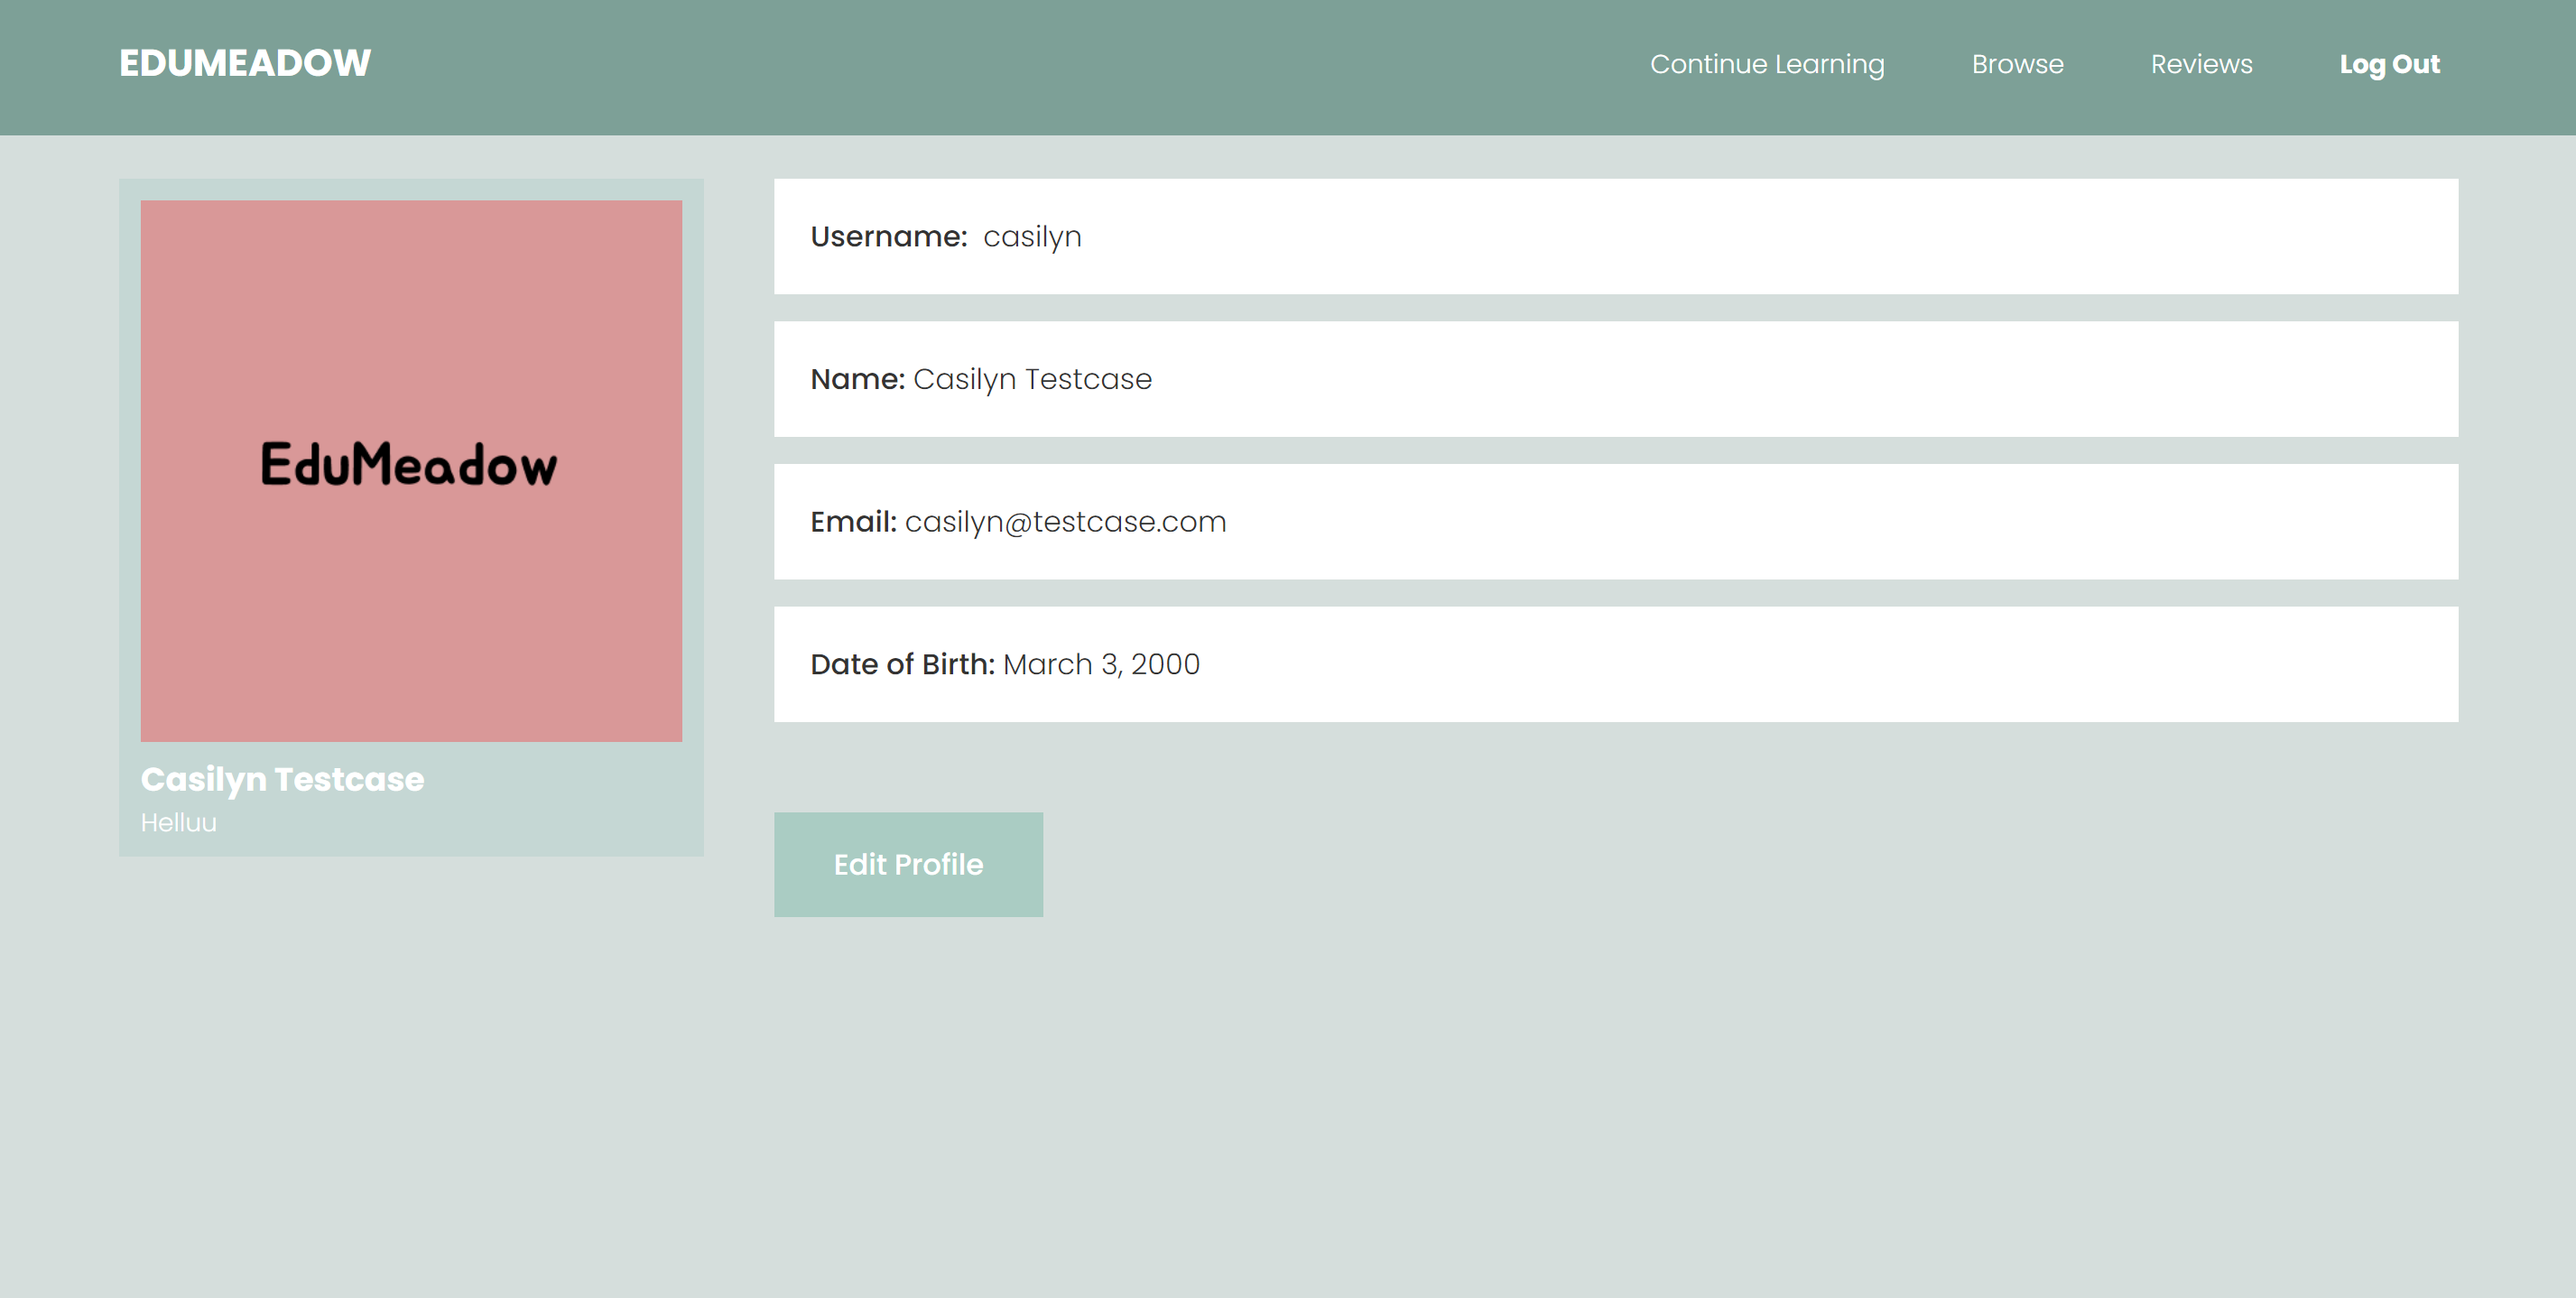 EDUMEADOW
Continue Learning
Browse
Reviews
Log Out
EduMeadow
Casilyn Testcase
Helluu
Username: casilyn
Name: Casilyn Testcase
Email: casilyn@testcase.com
Date of Birth: March 3, 2000
Edit Profile